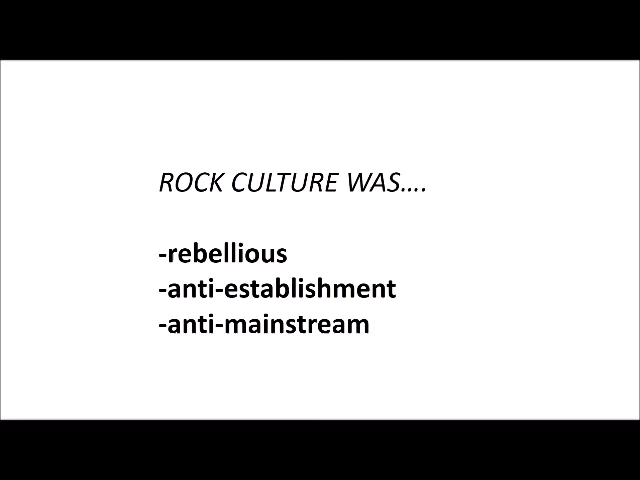 ROCK CULTURE WAS….
-rebellious
-anti-establishment
-anti-mainstream